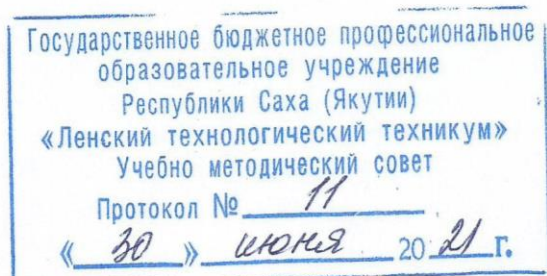 Государственное бюджетное профессиональное
образовательное учреждение
Республики Саха (Якутии)
«Ленский технологический техникум»
Учебно методический совет
Протокол № 11
« 30 » июня 20 21 г.